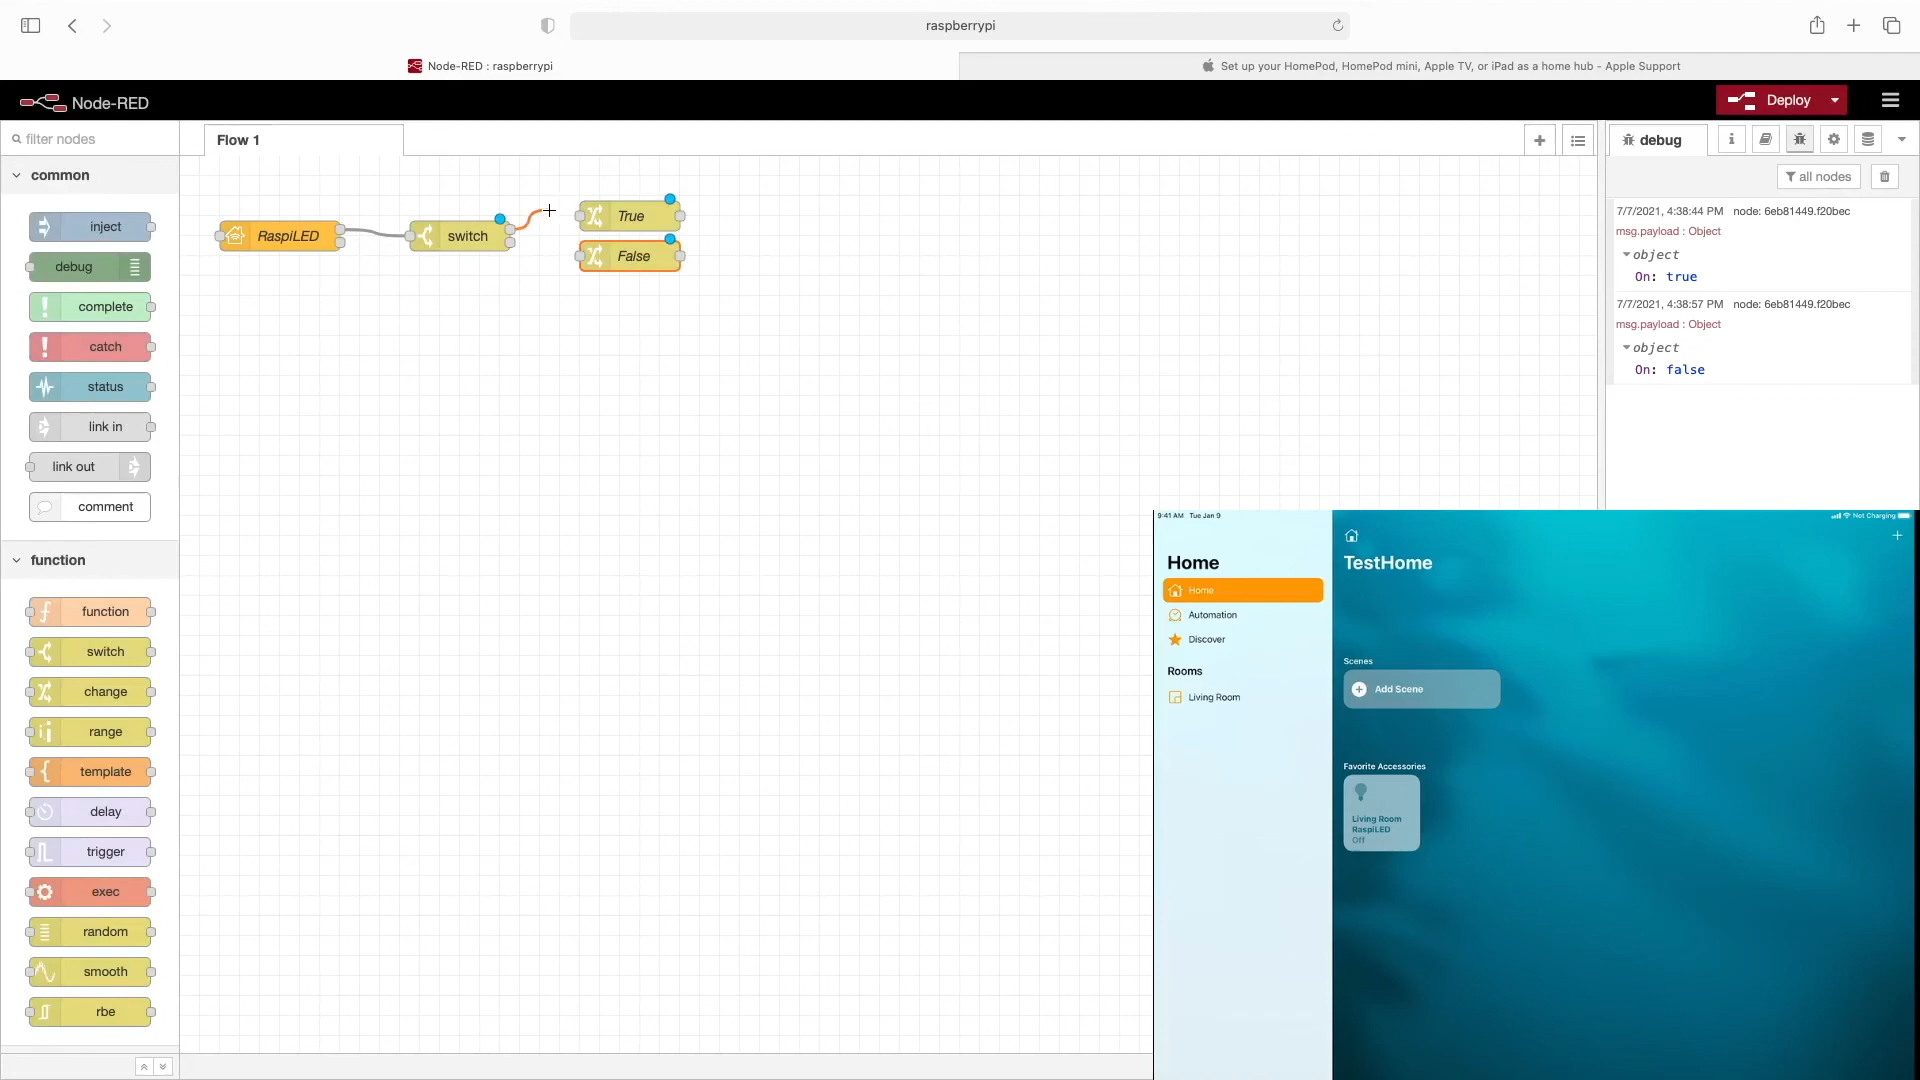 raspberrypi
Node-RED : raspberrypi
Set up your HomePod, HomePod mini, Apple TV, or iPad as a home hub - Apple Support
Node-RED
Deploy
filter nodes
Flow 1
debug
i
common
all nodes
inject
debug
complete
catch
status
link in
link out
comment
function
function
switch
change
range
template
delay
trigger
exec
random
smooth
rbe
RaspiLED
switch
True
False
7/7/2021, 4:38:44 PM node: 6eb81449.f20bec
msg.payload : Object
object
On: true
7/7/2021, 4:38:57 PM node: 6eb81449.f20bec
msg.payload : Object
object
On: false
9:41 AM Tue Jan 9
Not Charging
Home
Home
Automation
Discover
Rooms
Living Room
TestHome
Scenes
Add Scene
Favorite Accessories
Living Room
RaspiLED
Off